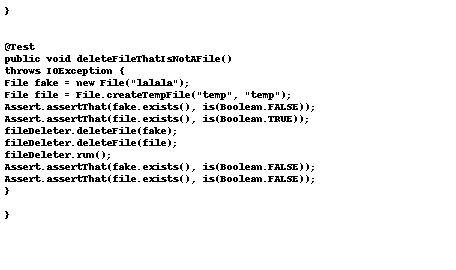 }
@Test
public void deleteFileThatIsNotAFile()
throws IOException {
File fake = new File("lalala");
File file = File.createTempFile("temp", "temp");
Assert.assertThat(fake.exists(), is(Boolean.FALSE));
Assert.assertThat(file.exists(), is(Boolean.TRUE));
fileDeleter.deleteFile(fake);
fileDeleter.deleteFile(file);
fileDeleter.run();
Assert.assertThat(fake.exists(), is(Boolean.FALSE));
Assert.assertThat(file.exists(), is(Boolean.FALSE));
}
}